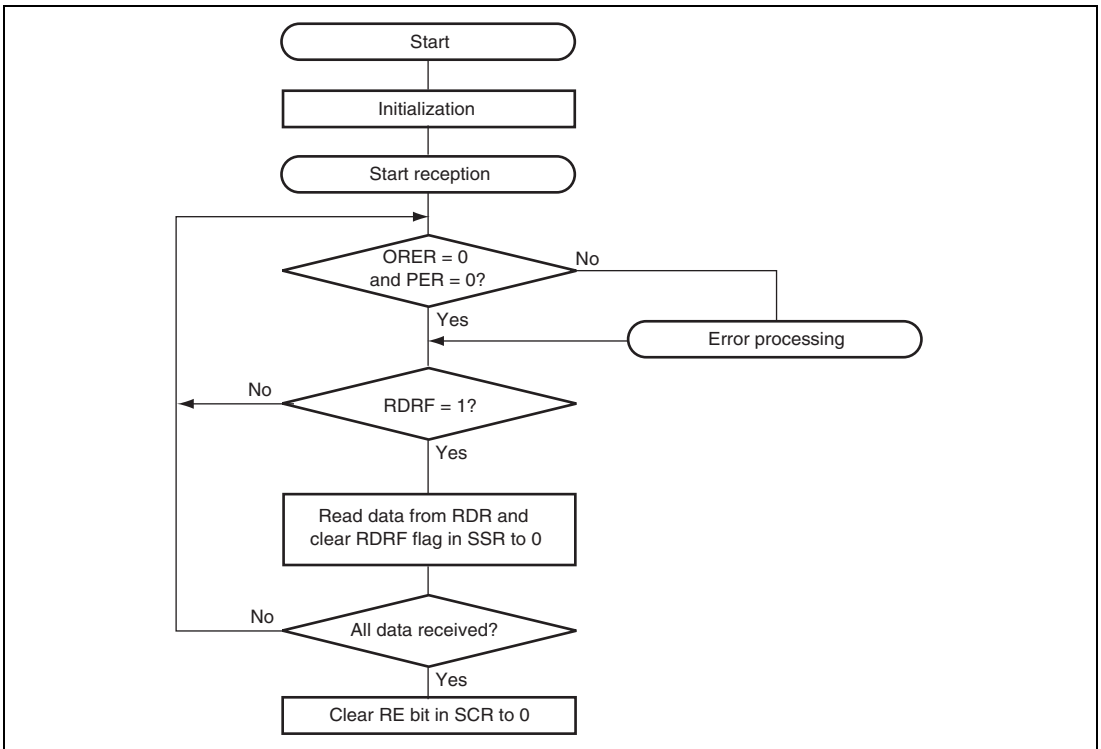 Start
Initialization
Start reception
ORER = 0
and PER = 0?
No
Yes
Error processing
No
RDRF = 1?
Yes
Read data from RDR and
clear RDRF flag in SSR to 0
No
All data received?
Yes
Clear RE bit in SCR to 0